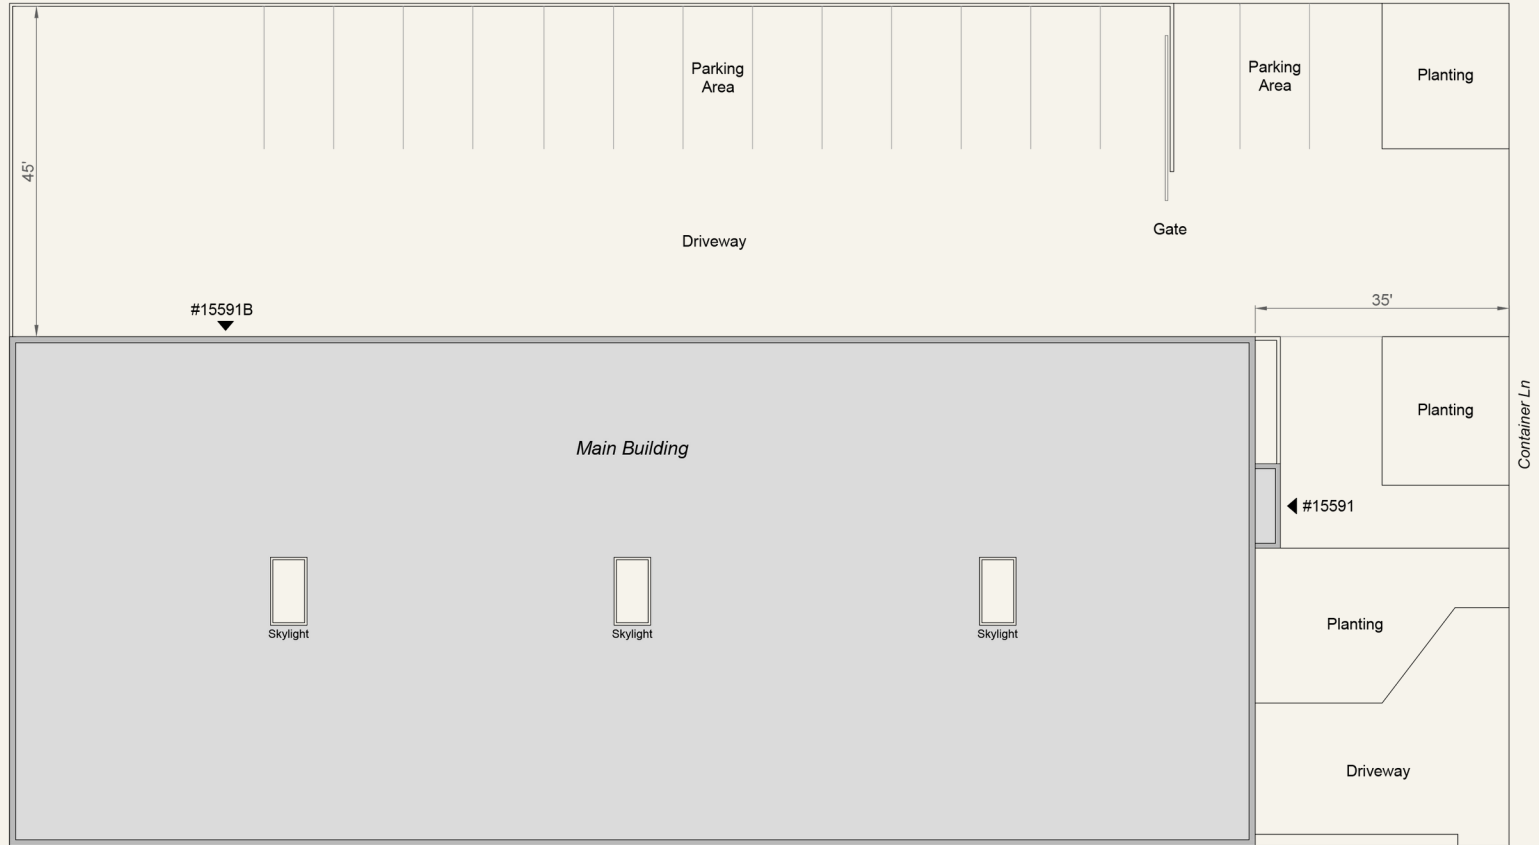 Parking
Area
Parking
Area
Planting
45'
Gate
Driveway
35'
#15591B
Planting
Container Ln
Main Building
#15591
Planting
Skylight
Skylight
Skylight
Driveway